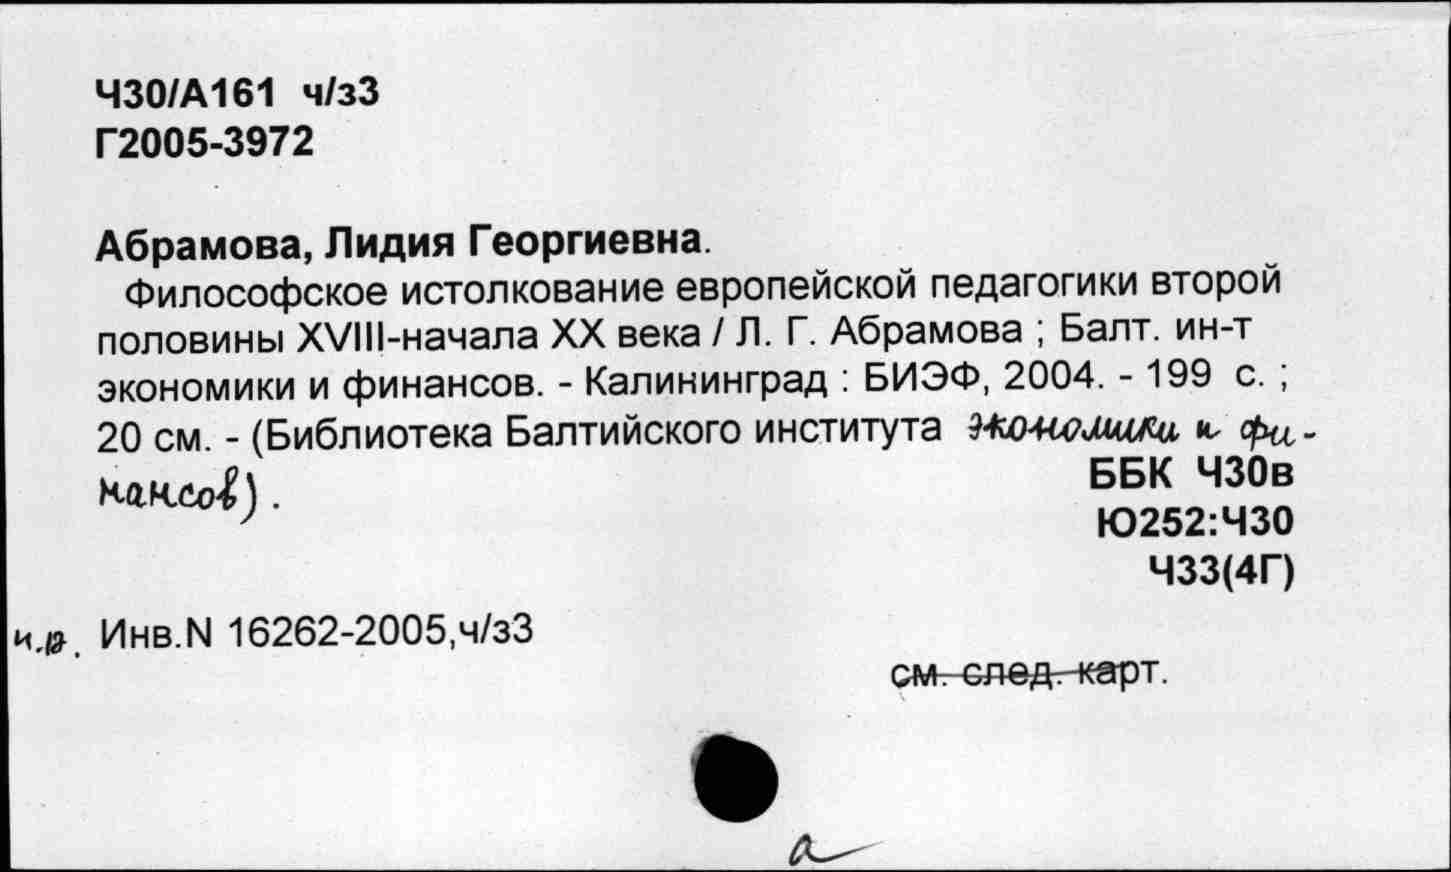 Ч30/А161 ч/з3
Г2005-3972
Абрамова, Лидия Георгиевна.
Философское истолкование европейской педагогики второй
половины XVIII-начала XX века / Л. Г. Абрамова ; Балт. ин-т
экономики и финансов. - Калининград : БИЭФ, 2004. - 199 с. ;
20 см. - (Библиотека Балтийского института экономики и фи-
нансов).
ББК Ч30в
Ю252:Ч30
Ч33(4Г)
Инв.N 16262-2005,ч/з3
см. след. карт.
а